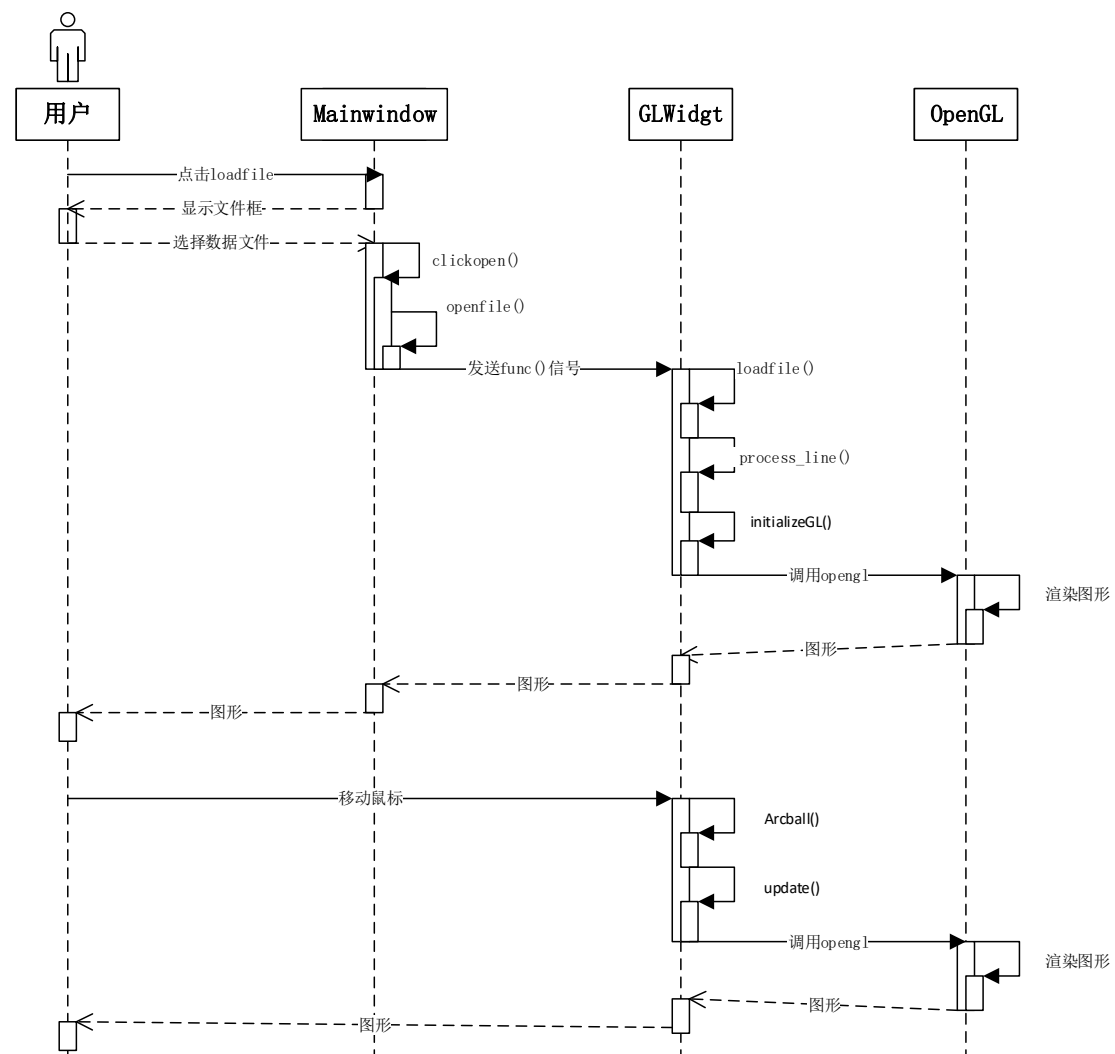 用户
Mainwindow
GLWidgt
OpenGL
点击loadfile
显示文件框
选择数据文件
clickopen()
openfile()
发送func()信号
loadfile()
process_line()
initializeGL()
调用opengl
渲染图形
图形
图形
图形
移动鼠标
Arcball()
update()
调用opengl
渲染图形
图形
图形